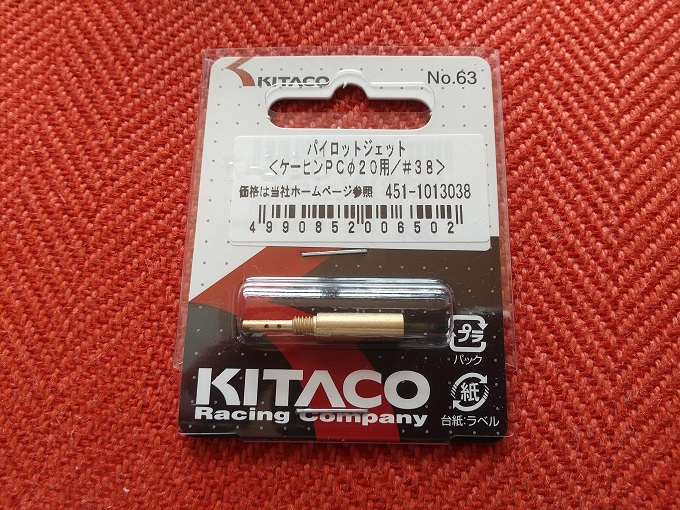 KITACO
No.63
パイロットジェット
<ケーヒンPCφ20用/#38>
価格は当社ホームページ参照 451-1013038
4990852006502
プラ
パック
KITACO
Racing Company
紙
台紙:ラベル